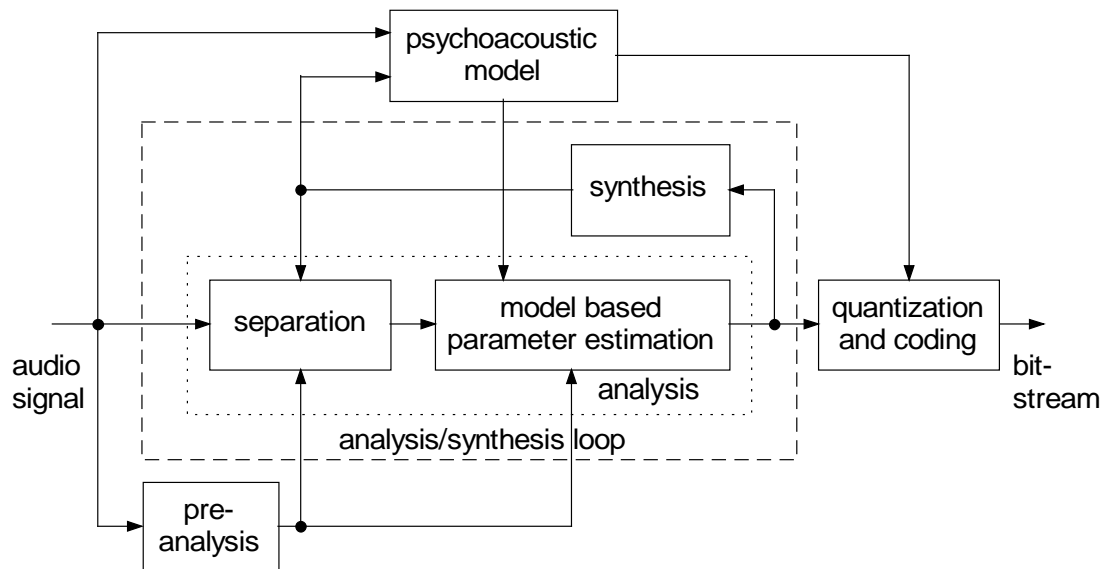 psychoacoustic
model
synthesis
separation
model based
parameter estimation
quantization
and coding
audio
signal
analysis
bit-
stream
analysis/synthesis loop
pre-
analysis